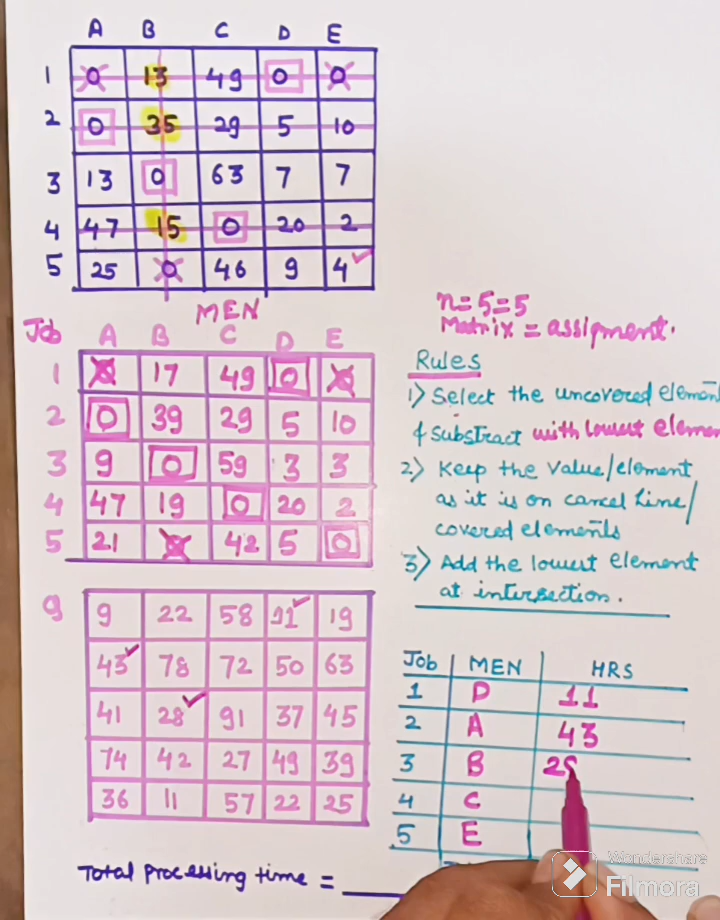 A B C D E
1 0 13 49 0 0
2 0 35 29 5 10
3 13 0 63 7 7
4 47 15 0 20 2
5 25 0 46 9 4
MEN
Job A B C D E
1 0 17 49 0 0
2 0 39 29 5 10
3 9 0 59 3 3
4 47 19 0 20 2
5 21 0 42 5 0
n=5=5
Matrix = assigment.
Rules
1) Select the uncovered element
& Substract with lowest elemen
2) Keep the value/element
as it is on cancel line/
covered elements
3) Add the lowest element
at intersection.
9 22 58 11 19
43 78 72 50 63
41 28 91 37 45
74 42 27 49 39
36 11 57 22 25
Job MEN HRS
1 D 11
2 A 43
3 B 28
4 C
5 E
Total processing time =
Wondershare
Filmora